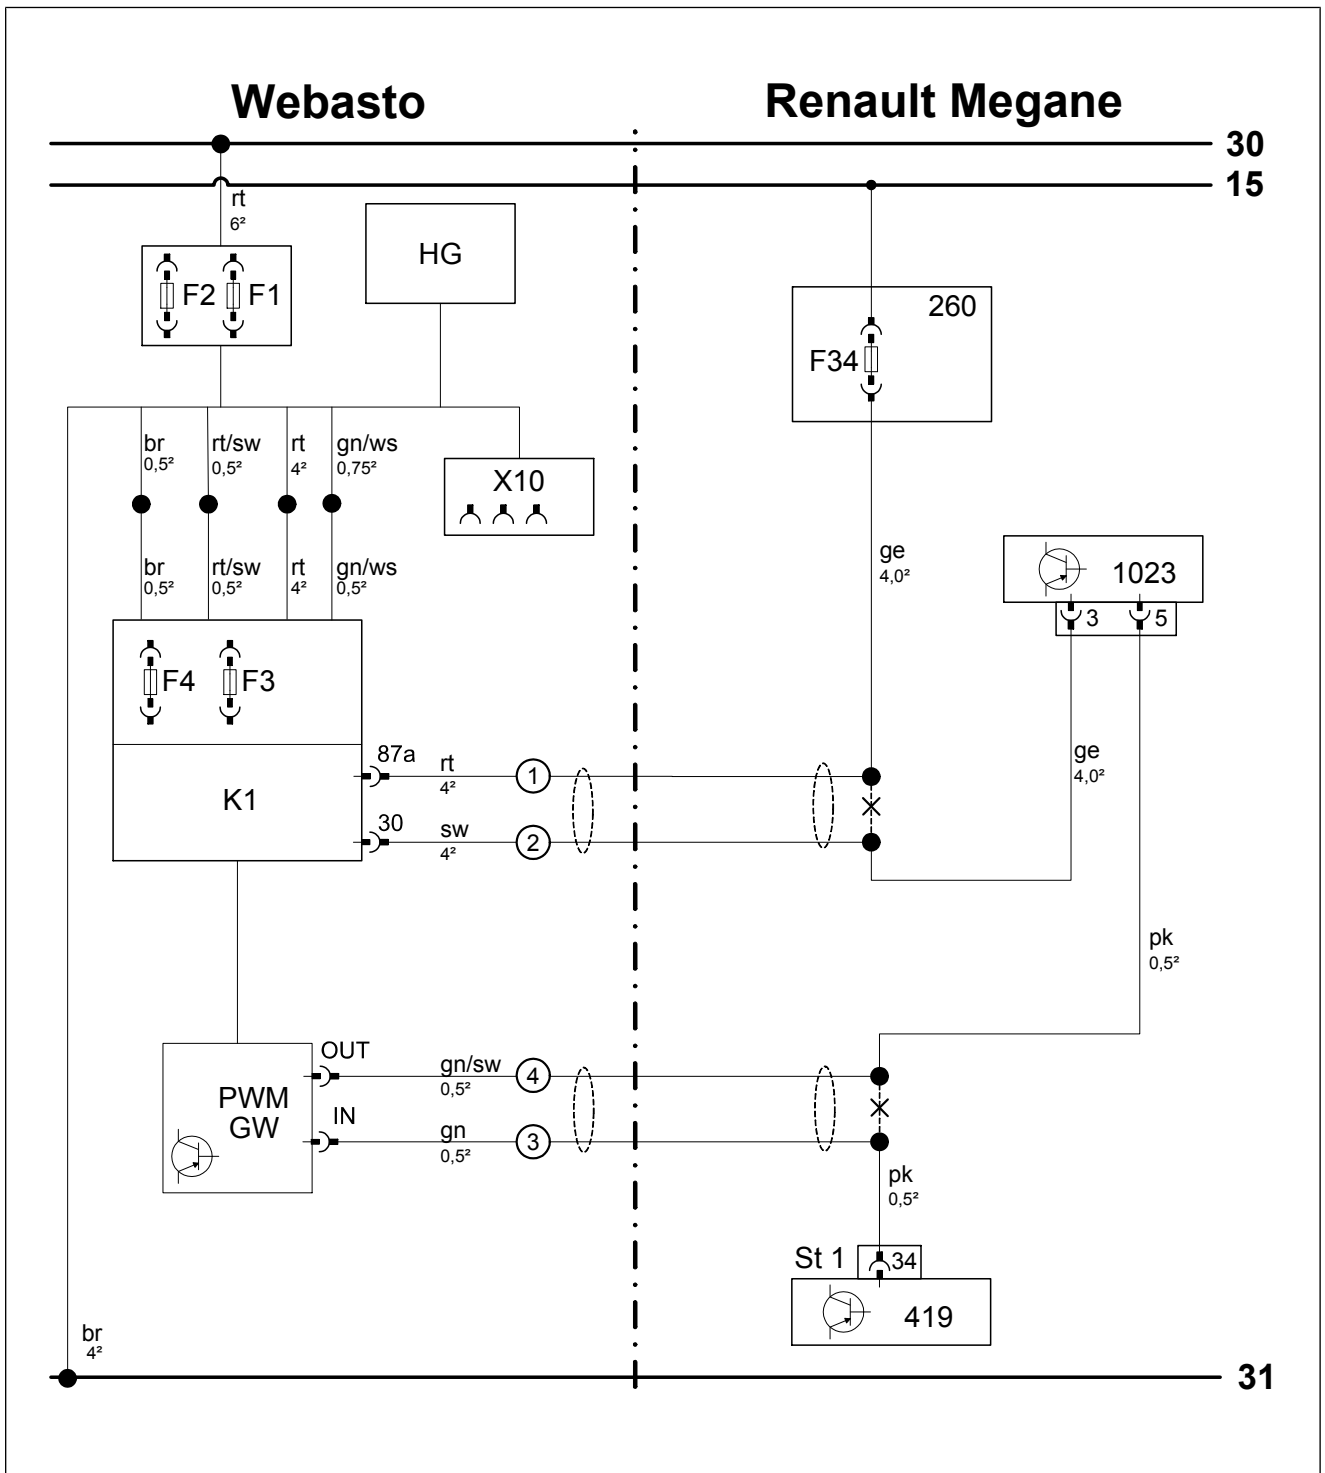 Webasto
Renault Megane
30
15
rt
6²
HG
F2
F1
260
F34
br
0,5²
rt/sw
0,5²
rt
4²
gn/ws
0,75²
X10
br
0,5²
rt/sw
0,5²
rt
4²
gn/ws
0,5²
ge
4,0²
1023
3
5
F4
F3
87a
rt
4²
1
ge
4,0²
K1
30
sw
4²
2
pk
0,5²
OUT
gn/sw
0,5²
4
PWM
GW
IN
gn
0,5²
3
pk
0,5²
St 1
34
419
br
4²
31